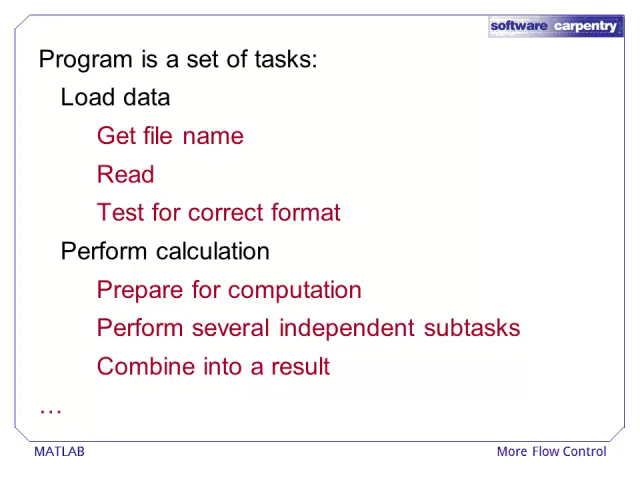 software carpentry
Program is a set of tasks:
Load data
Get file name
Read
Test for correct format
Perform calculation
Prepare for computation
Perform several independent subtasks
Combine into a result
…
MATLAB
More Flow Control